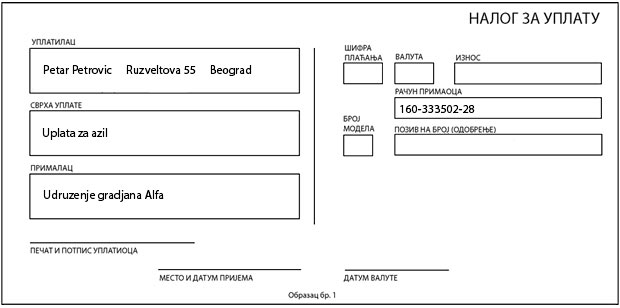 НАЛОГ ЗА УПЛАТУ
УПЛАТИЛАЦ
Petar Petrovic Ruzveltova 55 Beograd
СВРХА УПЛАТЕ
Uplata za azil
ПРИМАЛАЦ
Udruzenje gradjana Alfa
ПЕЧАТ И ПОТПИС УПЛАТИОЦА
МЕСТО И ДАТУМ ПРИЈЕМА
ШИФРА
ПЛАЋАЊА
ВАЛУТА
ИЗНОС
РАЧУН ПРИМАОЦА
160-333502-28
БРОЈ
МОДЕЛА
ПОЗИВ НА БРОЈ (ОДОБРЕЊЕ)
ДАТУМ ВАЛУТЕ
Образац бр. 1